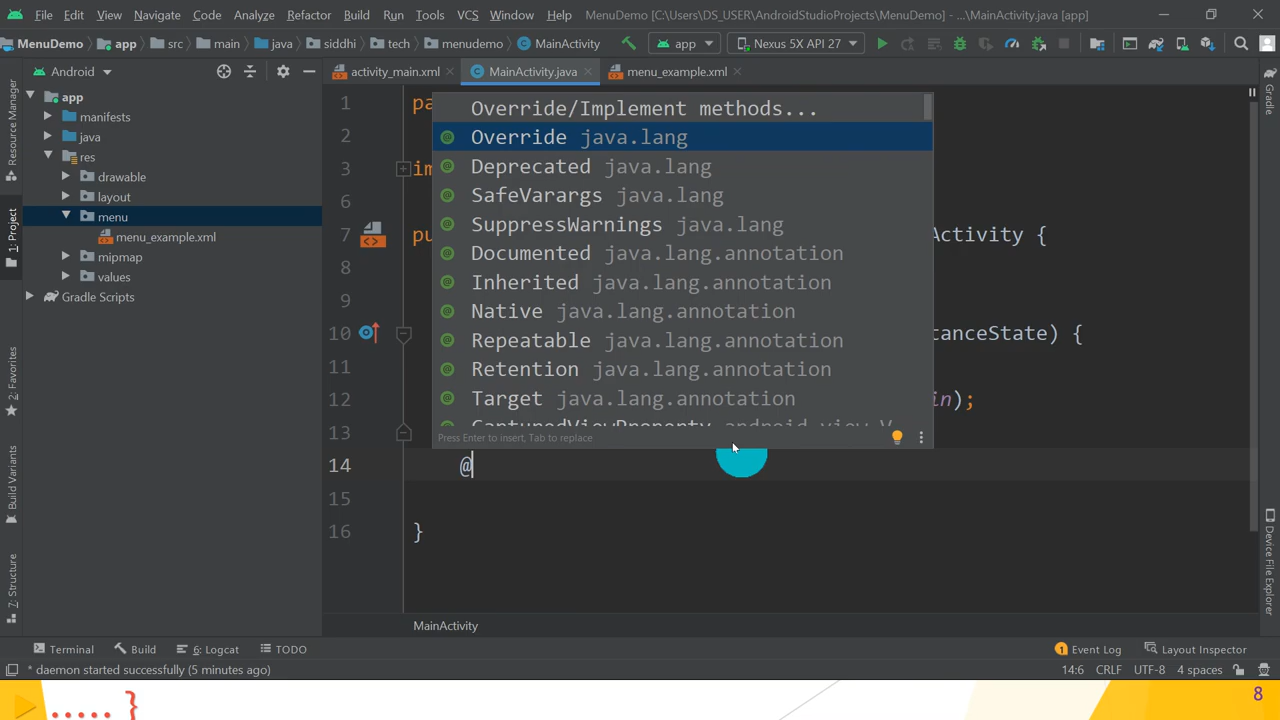 File Edit View Navigate Code Analyze Refactor Build Run Tools VCS Window Help MenuDemo [C:\Users\DS_USER\AndroidStudioProjects\MenuDemo] - ...\MainActivity.java [app]
MenuDemo app src main java siddhi tech menudemo MainActivity app Nexus 5X API 27
Android activity_main.xml MainActivity.java menu_example.xml
app
manifests
java
res
drawable
layout
menu
menu_example.xml
mipmap
values
Gradle Scripts
Resource Manager
1: Project
2: Favorites
Build Variants
7: Structure
1 pa
2
3 im
6
7 pu Activity {
8
9
10 tanceState) {
11
12 in);
13
14 @
15
16 }
Override/Implement methods...
Override java.lang
Deprecated java.lang
SafeVarargs java.lang
SuppressWarnings java.lang
Documented java.lang.annotation
Inherited java.lang.annotation
Native java.lang.annotation
Repeatable java.lang.annotation
Retention java.lang.annotation
Target java.lang.annotation
CapturedViewProperty android.view.V
Press Enter to insert, Tab to replace
Gradle
Device File Explorer
MainActivity
Terminal Build 6: Logcat TODO 1 Event Log Layout Inspector
* daemon started successfully (5 minutes ago) 14:6 CRLF UTF-8 4 spaces
..... }
8